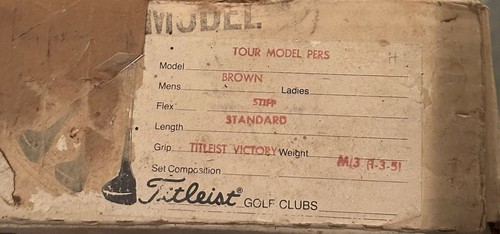 MODEL
TOUR MODEL PERS
Model
BROWN
Mens Ladies
Flex STIFF
Length STANDARD
Grip TITLEIST VICTORY Weight M/3 (1-3-5)
Set Composition
Titleist® GOLF CLUBS